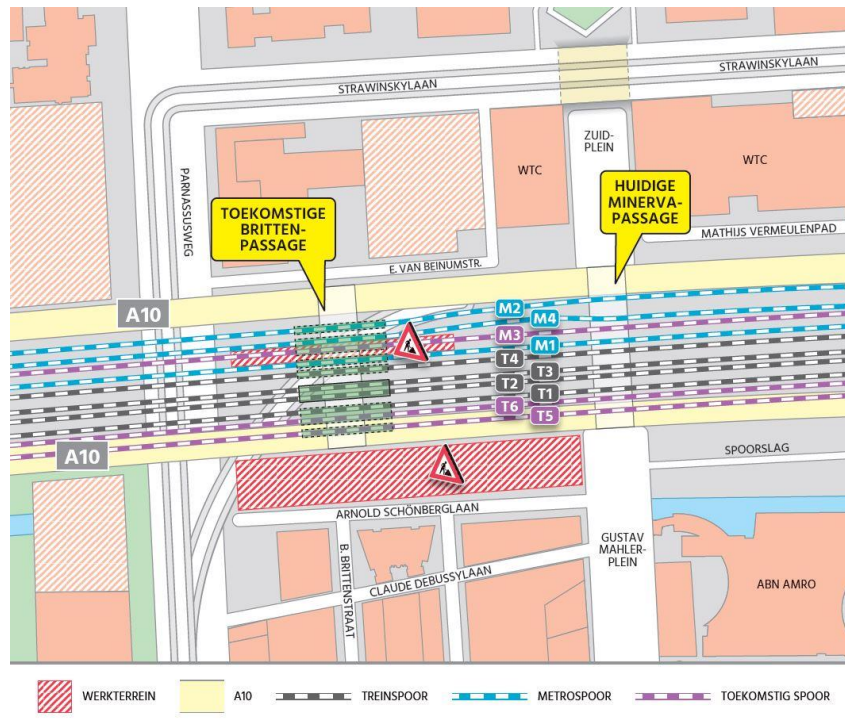 STRAWINSKYLAAN
STRAWINSKYLAAN
ZUID-
PLEIN
WTC
WTC
PARNASSUSWEG
TOEKOMSTIGE
BRITTEN-
PASSAGE
HUIDIGE
MINERVA-
PASSAGE
MATHIJS VERMEULENPAD
E. VAN BEINUMSTR.
A10
M2
M4
M3
M1
T4
T3
T2
T1
T6
T5
A10
SPOORSLAG
ARNOLD SCHÖNBERGLAAN
B. BRITTENSTRAAT
CLAUDE DEBUSSYLAAN
GUSTAV
MAHLER-
PLEIN
ABN AMRO
WERKTERREIN
A10
TREINSPOOR
METROSPOOR
TOEKOMSTIG SPOOR